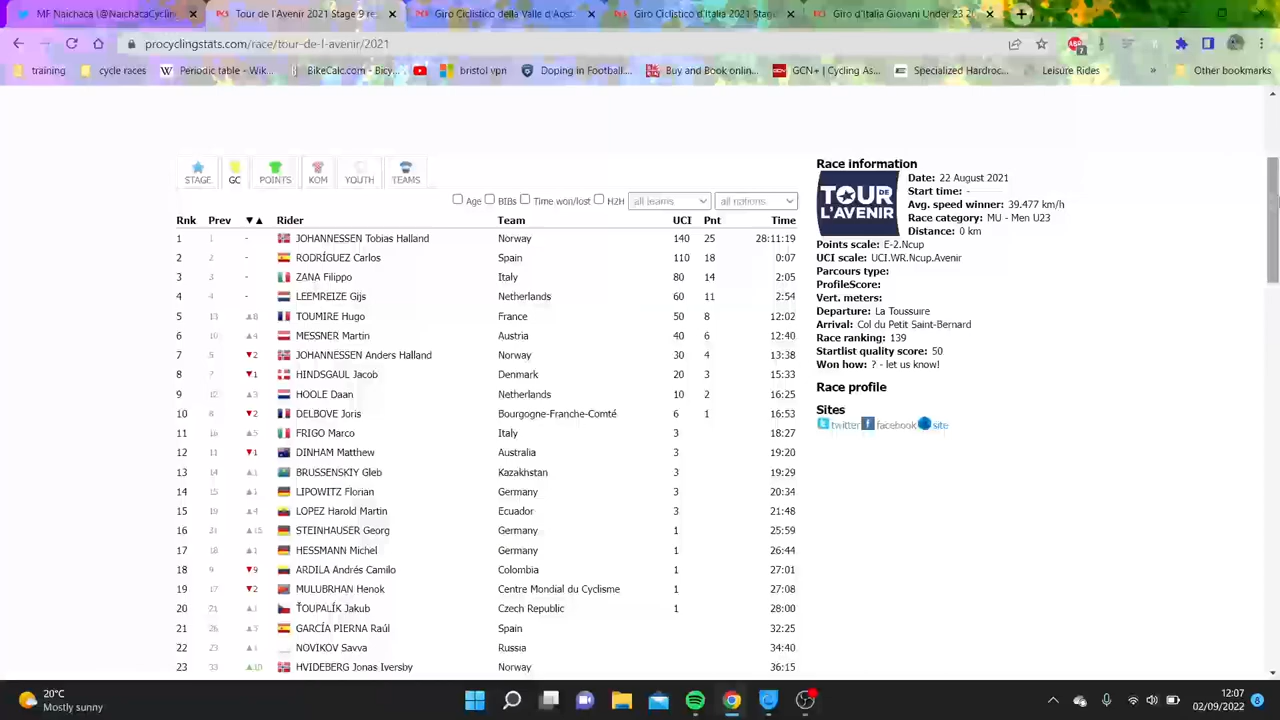 MF Naichaca (@NaichacaCyclin
Tour de l'Avenir 2021 Stage 9 re
Giro Ciclistico della Valle d'Aost
Giro Ciclistico d'Italia 2021 Stage
Giro d'Italia Giovani Under 23 20
procyclingstats.com/race/tour-de-l-avenir/2021
training
cycle races
Periodic table - Wik...
BikeCalc.com - Bicy...
bristol vpn
Doping in Football...
Buy and Book onlin...
GCN+ | Cycling As...
Specialized Hardroc...
Leisure Rides
»
Other bookmarks
STAGE GC POINTS KOM YOUTH TEAMS
Age BIBs Time won/lost H2H all teams all nations
Rnk Prev ▼▲ Rider Team UCI Pnt Time
1 1 - JOHANNESSEN Tobias Halland Norway 140 25 28:11:19
2 2 - RODRÍGUEZ Carlos Spain 110 18 0:07
3 3 - ZANA Filippo Italy 80 14 2:05
4 4 - LEEMREIZE Gijs Netherlands 60 11 2:54
5 13 ▲8 TOUMIRE Hugo France 50 8 12:02
6 10 ▲4 MESSNER Martin Austria 40 6 12:40
7 5 ▼2 JOHANNESSEN Anders Halland Norway 30 4 13:38
8 7 ▼1 HINDSGAUL Jacob Denmark 20 3 15:33
9 12 ▲3 HOOLE Daan Netherlands 10 2 16:25
10 8 ▼2 DELBOVE Joris Bourgogne-Franche-Comté 6 1 16:53
11 16 ▲5 FRIGO Marco Italy 3 18:27
12 11 ▼1 DINHAM Matthew Australia 3 19:20
13 14 ▲1 BRUSSENSKIY Gleb Kazakhstan 3 19:29
14 15 ▲1 LIPOWITZ Florian Germany 3 20:34
15 19 ▲4 LOPEZ Harold Martin Ecuador 3 21:48
16 31 ▲15 STEINHAUSER Georg Germany 1 25:59
17 18 ▲1 HESSMANN Michel Germany 1 26:44
18 9 ▼9 ARDILA Andrés Camilo Colombia 1 27:01
19 17 ▼2 MULUBRHAN Henok Centre Mondial du Cyclisme 1 27:08
20 21 ▲1 ŤOUPALÍK Jakub Czech Republic 1 28:00
21 26 ▲5 GARCÍA PIERNA Raúl Spain 32:25
22 23 ▲1 NOVIKOV Savva Russia 34:40
23 33 ▲10 HVIDEBERG Jonas Iversby Norway 36:15
Race information
TOUR DE
L'AVENIR
Date: 22 August 2021
Start time: -
Avg. speed winner: 39.477 km/h
Race category: MU - Men U23
Distance: 0 km
Points scale: E-2.Ncup
UCI scale: UCI.WR.Ncup.Avenir
Parcours type:
ProfileScore:
Vert. meters:
Departure: La Toussuire
Arrival: Col du Petit Saint-Bernard
Race ranking: 139
Startlist quality score: 50
Won how: ? - let us know!
Race profile
Sites
twitter facebook site
20°C
Mostly sunny
12:07
02/09/2022
8